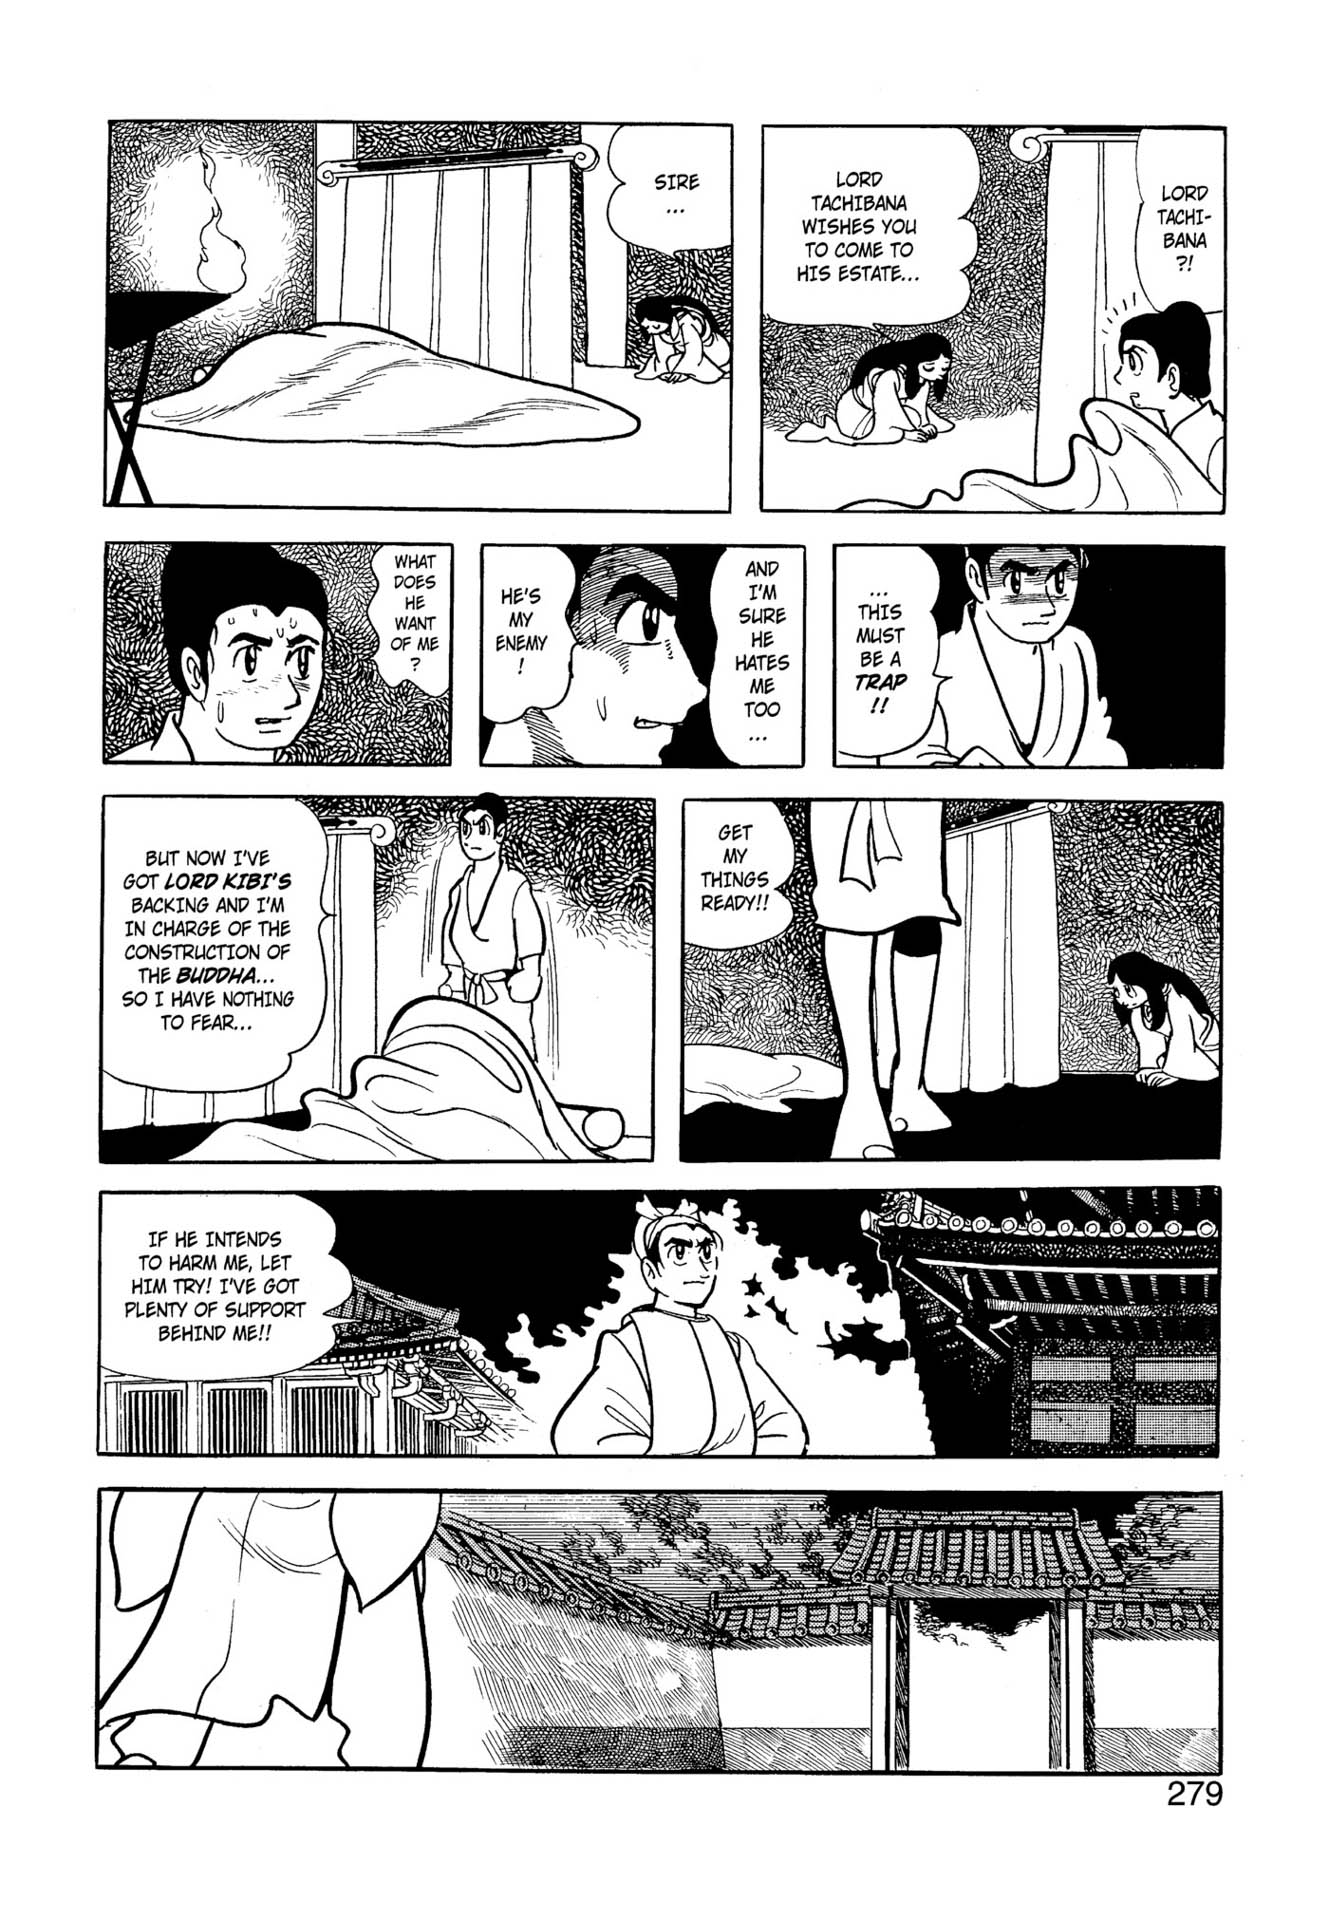 SIRE
...
LORD
TACHIBANA
WISHES YOU
TO COME TO
HIS ESTATE...
LORD
TACHI-
BANA
?!
WHAT
DOES
HE
WANT
OF ME
?
HE'S
MY
ENEMY
!
AND
I'M
SURE
HE
HATES
ME
TOO
...
...
THIS
MUST
BE A
TRAP
!!
BUT NOW I'VE
GOT LORD KIBI'S
BACKING AND I'M
IN CHARGE OF THE
CONSTRUCTION OF
THE BUDDHA...
SO I HAVE NOTHING
TO FEAR...
GET
MY
THINGS
READY!!
IF HE INTENDS
TO HARM ME, LET
HIM TRY! I'VE GOT
PLENTY OF SUPPORT
BEHIND ME!!
279